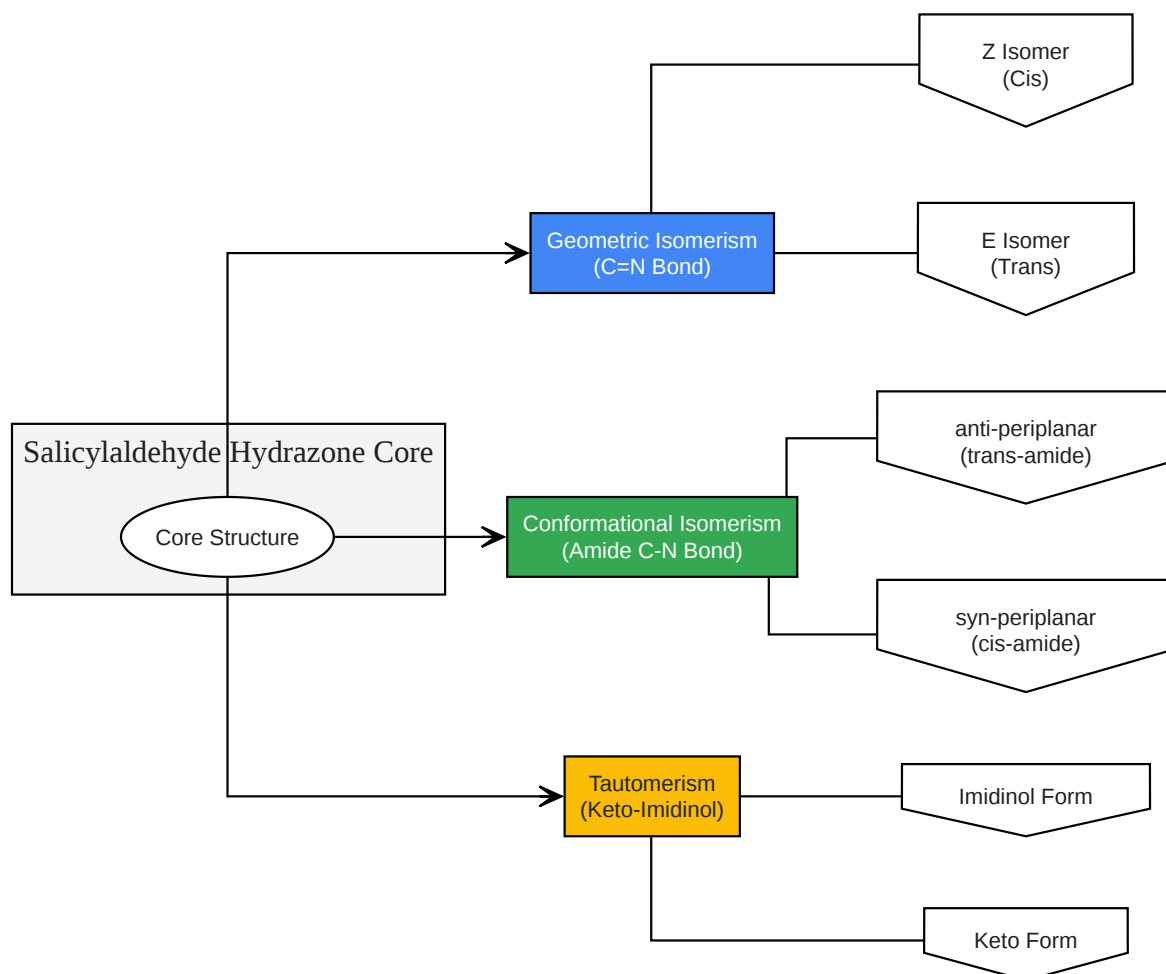 Z Isomer
(Cis)
Geometric Isomerism
(C=N Bond)
E Isomer
(Trans)
Salicylaldehyde Hydrazone Core
Core Structure
anti-periplanar
(trans-amide)
Conformational Isomerism
(Amide C-N Bond)
syn-periplanar
(cis-amide)
Tautomerism
(Keto-Imidinol)
Imidinol Form
Keto Form